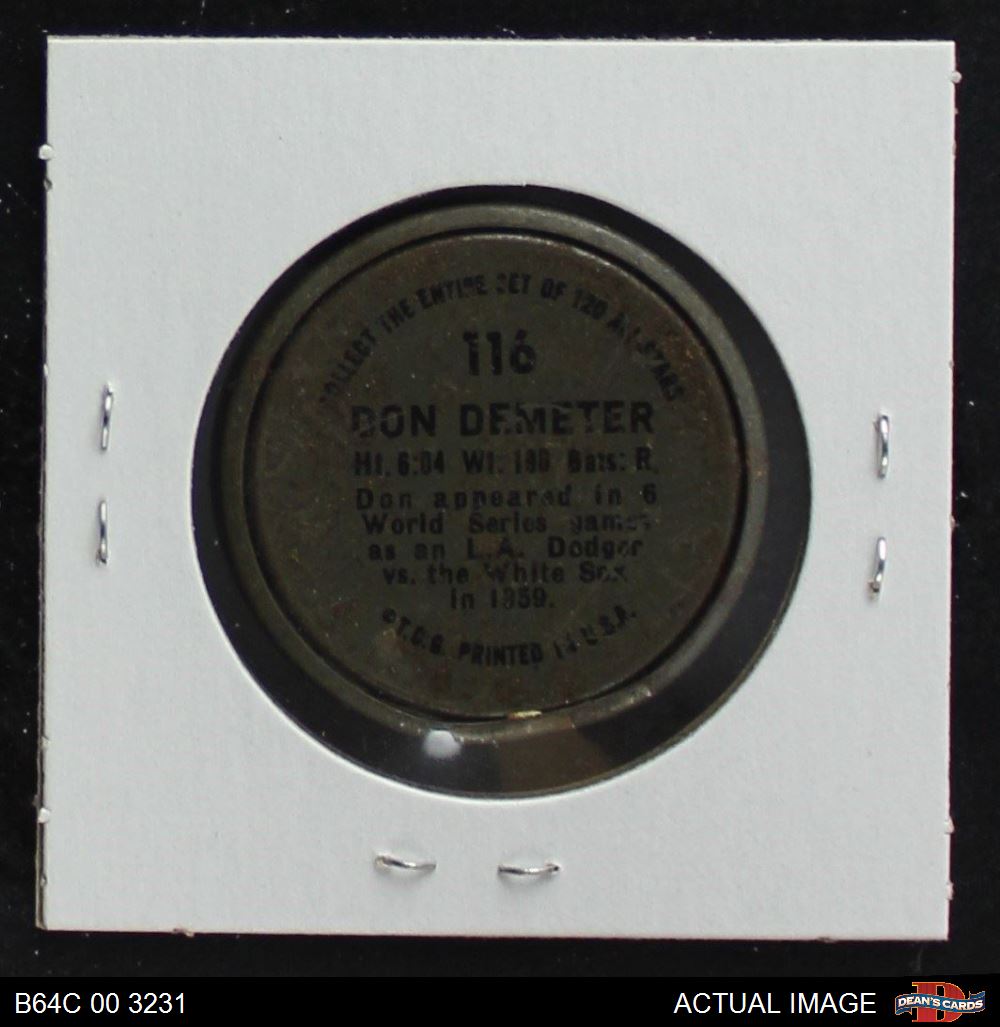 COLLECT THE ENTIRE SET OF 120 ALL-STARS
116
DON DEMETER
Ht. 6:04 Wt: 190 Bats: R.
Don appeared in 6
World Series games
as an L.A. Dodger
vs. the White Sox
in 1959.
©T.C.G. PRINTED IN U.S.A.
B64C 00 3231
ACTUAL IMAGE
DEAN'S CARDS